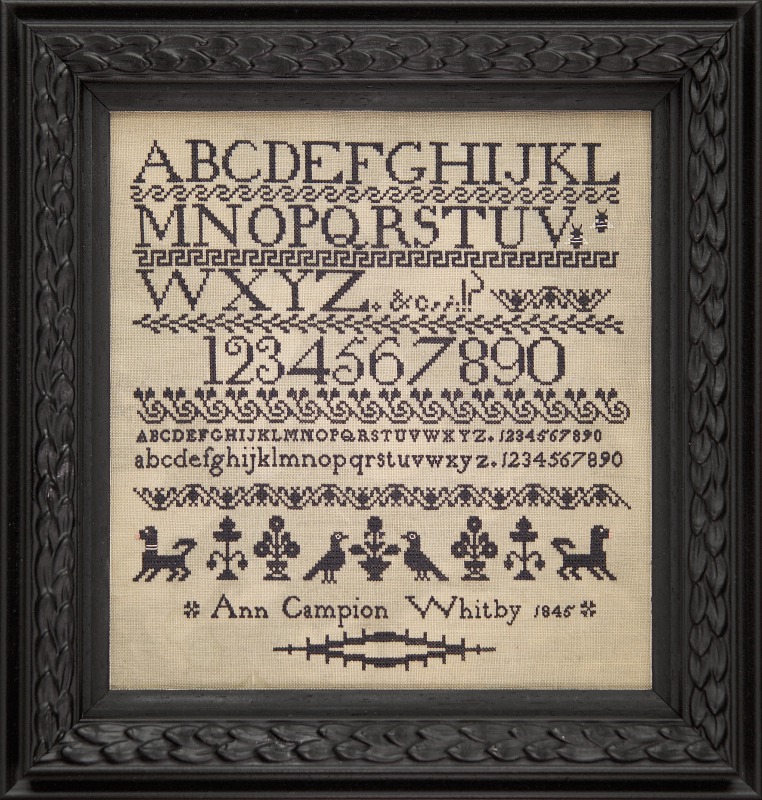 ABCDEFGHIJKL
MNOPQRSTUV
WXYZ. &c,;.!?
1234567890
ABCDEFGHIJKLMNOPQRSTUVWXYZ. 1234567890
abcdefghijklmnopqrstuvwxyz. 1234567890
Ann Campion Whitby 1845